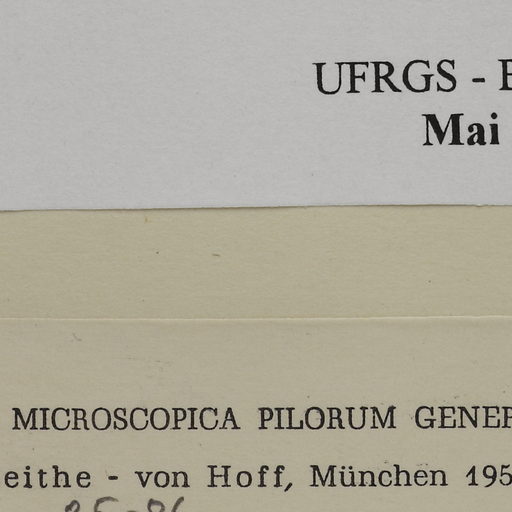 UFRGS -
Mai
MICROSCOPICA PILORUM GENER
eithe - von Hoff, München 195